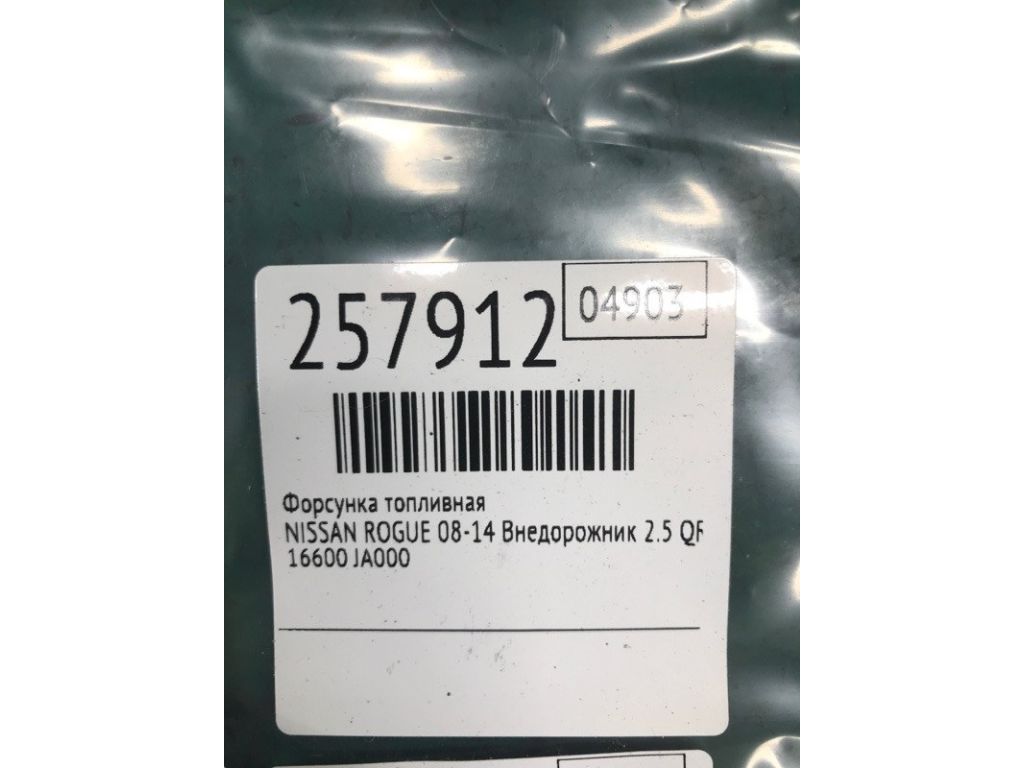 257912
04903
Форсунка топливная
NISSAN ROGUE 08-14 Внедорожник 2.5 QR
16600 JA000